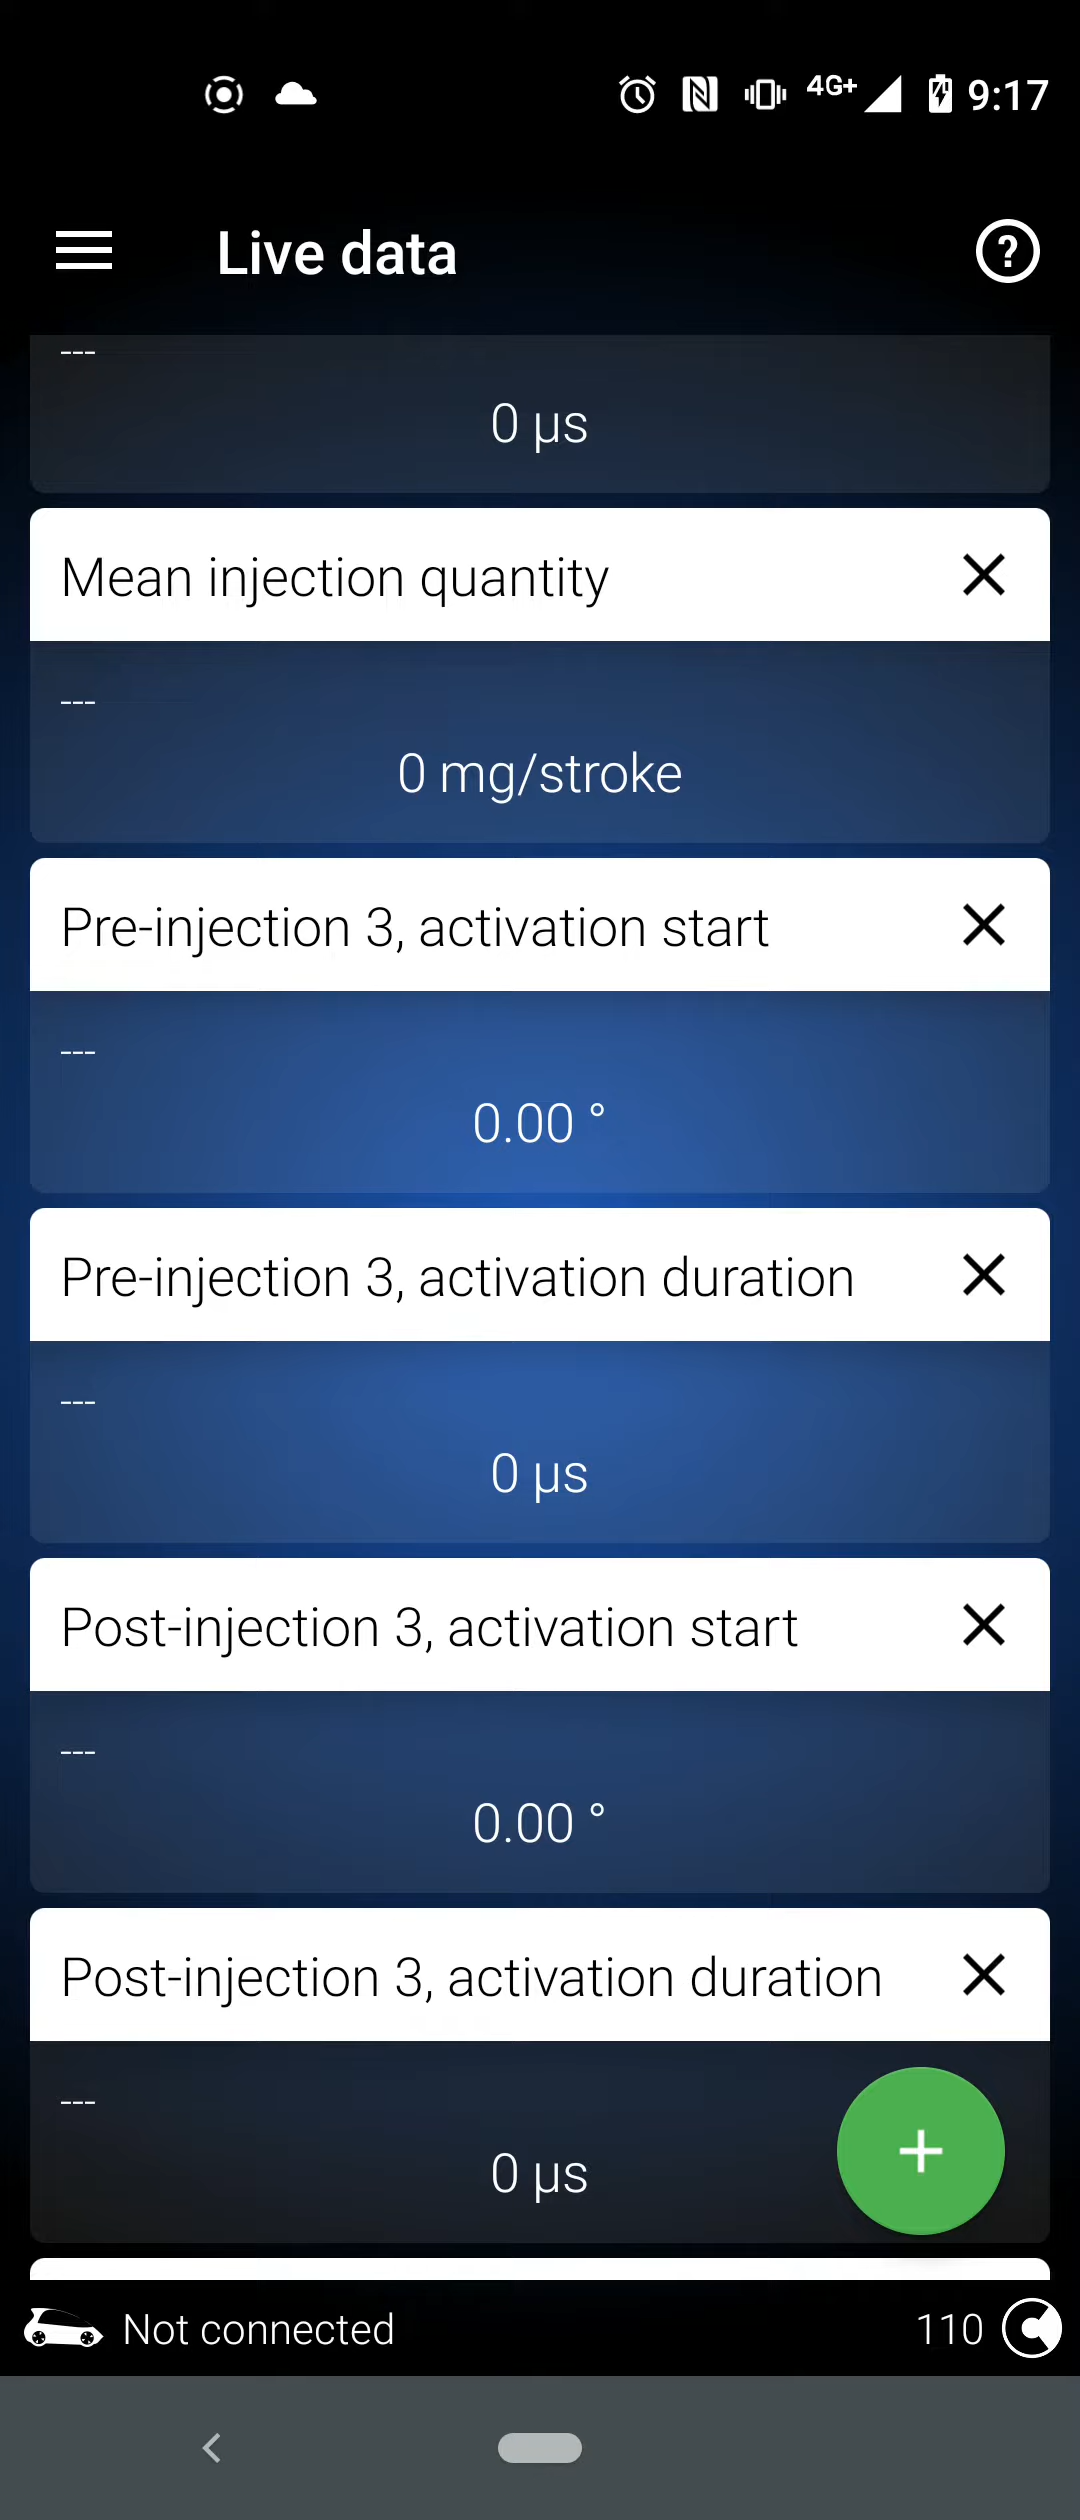 4G+ 9:17
Live data
---
0 µs
Mean injection quantity
---
0 mg/stroke
Pre-injection 3, activation start
---
0.00 °
Pre-injection 3, activation duration
---
0 µs
Post-injection 3, activation start
---
0.00 °
Post-injection 3, activation duration
---
0 µs
Not connected 110